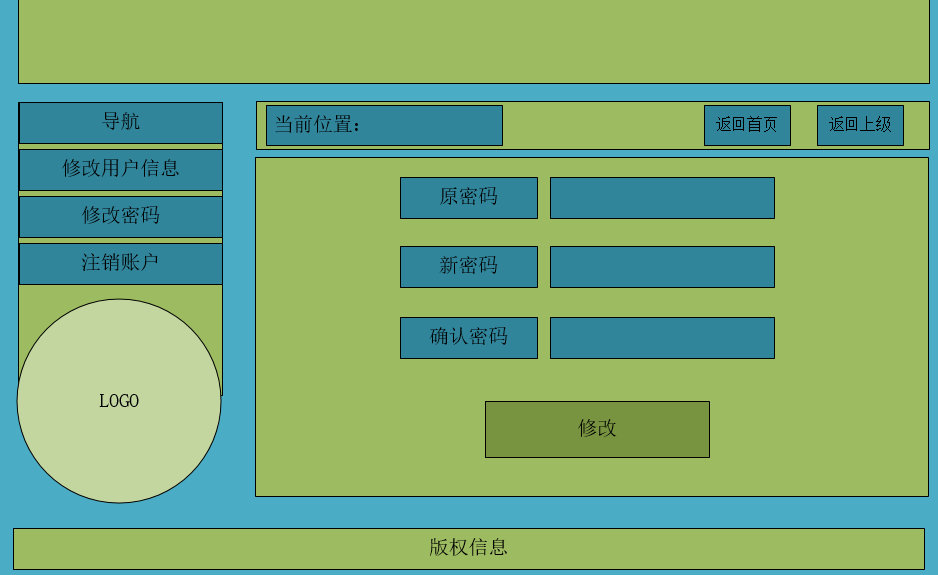 导航
修改用户信息
修改密码
注销账户
LOGO
当前位置：
返回首页
返回上级
原密码
新密码
确认密码
修改
版权信息